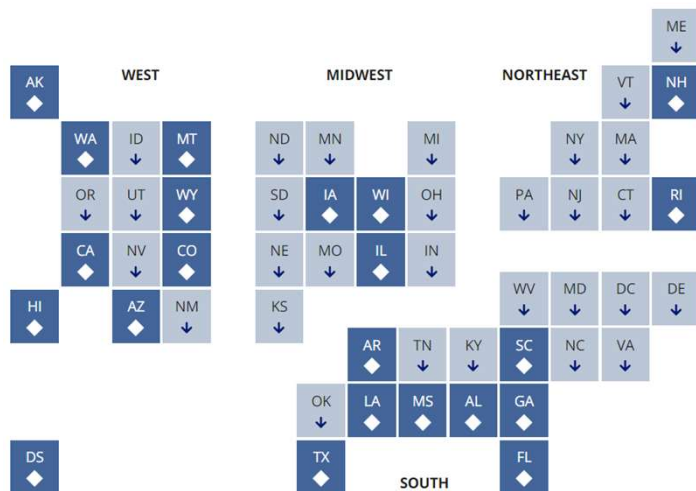 ME
WEST MIDWEST NORTHEAST
AK VT NH
WA ID MT ND MN MI NY MA
OR UT WY SD IA WI OH PA NJ CT RI
CA NV CO NE MO IL IN
HI AZ NM KS WV MD DC DE
AR TN KY SC NC VA
OK LA MS AL GA
DS TX FL
SOUTH